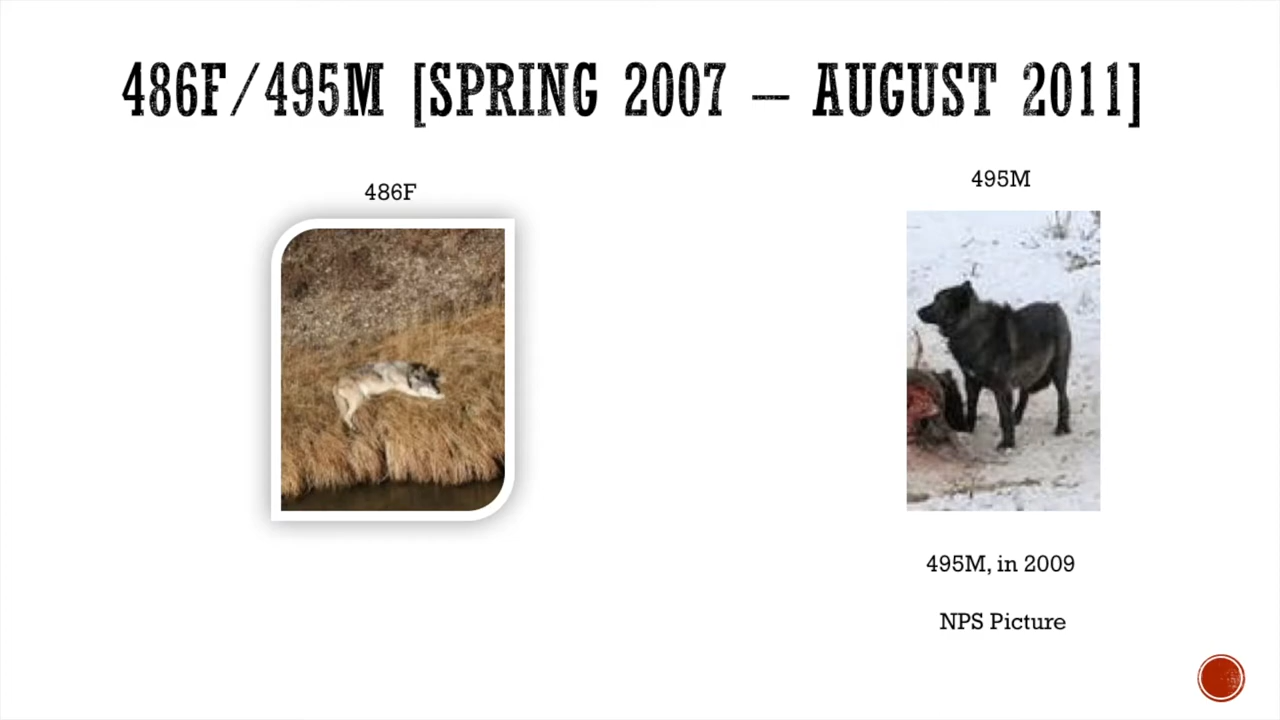 486F/495M [SPRING 2007 – AUGUST 2011]
486F
495M
495M, in 2009
NPS Picture